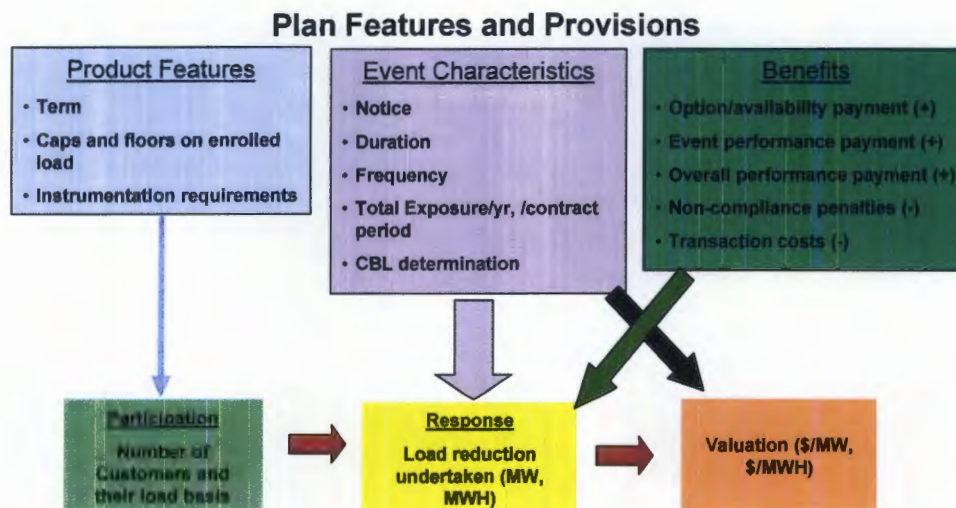 Plan Features and Provisions
Product Features
• Term
• Caps and floors on enrolled
load
• Instrumentation requirements
Event Characteristics
• Notice
• Duration
• Frequency
• Total Exposure/yr, /contract
period
• CBL determination
Benefits
• Option/availability payment (+)
• Event performance payment (+)
• Overall performance payment (+)
• Non-compliance penalties (-)
• Transaction costs (-)
Participation
Number of
Customers and
their load basis
Response
Load reduction
undertaken (MW,
MWH)
Valuation ($/MW,
$/MWH)